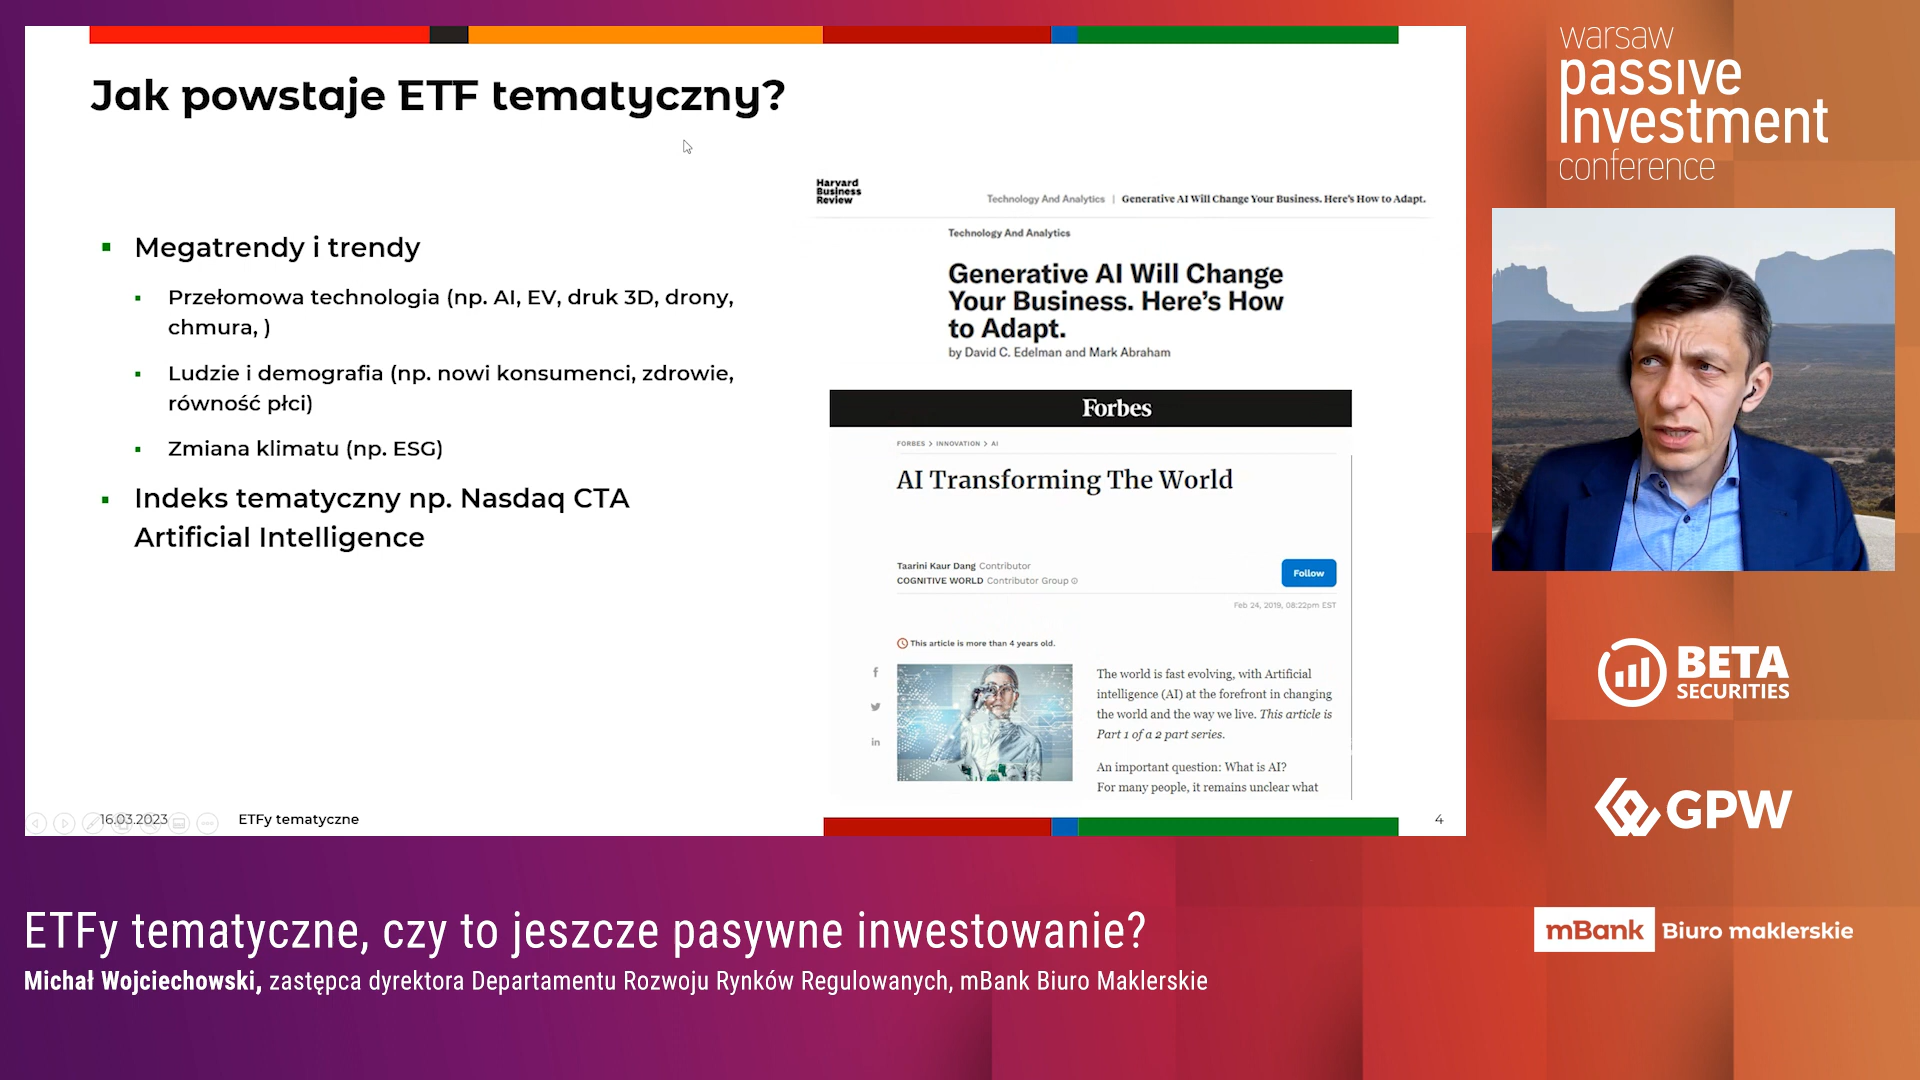 Jak powstaje ETF tematyczny?
Megatrendy i trendy
Przełomowa technologia (np. AI, EV, druk 3D, drony,
chmura, )
Ludzie i demografia (np. nowi konsumenci, zdrowie,
równość płci)
Zmiana klimatu (np. ESG)
Indeks tematyczny np. Nasdaq CTA
Artificial Intelligence
Harvard
Business
Review
Technology And Analytics | Generative AI Will Change Your Business. Here's How to Adapt.
Technology And Analytics
Generative AI Will Change
Your Business. Here's How
to Adapt.
by David C. Edelman and Mark Abraham
Forbes
FORBES > INNOVATION > AI
AI Transforming The World
Taarini Kaur Dang Contributor
COGNITIVE WORLD Contributor Group
Follow
Feb 24, 2019, 08:22pm EST
This article is more than 4 years old.
f
in
The world is fast evolving, with Artificial
intelligence (AI) at the forefront in changing
the world and the way we live. This article is
Part 1 of a 2 part series.
An important question: What is AI?
For many people, it remains unclear what
16.03.2023
ETFy tematyczne
4
warsaw
passive
Investment
conference
BETA
SECURITIES
GPW
mBank Biuro maklerskie
ETFy tematyczne, czy to jeszcze pasywne inwestowanie?
Michał Wojciechowski, zastępca dyrektora Departamentu Rozwoju Rynków Regulowanych, mBank Biuro Maklerskie